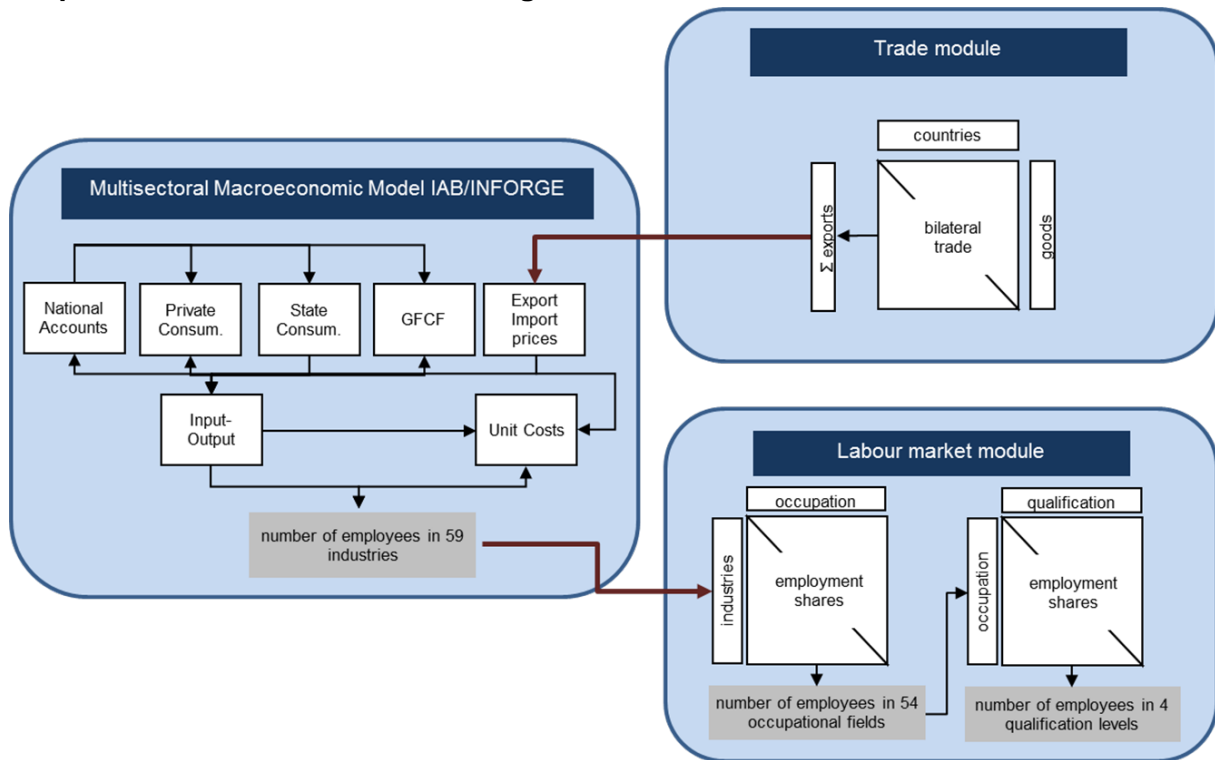 Trade module
countries
Σ exports
bilateral
trade
goods
Multisectoral Macroeconomic Model IAB/INFORGE
National
Accounts
Private
Consum.
State
Consum.
GFCF
Export
Import
prices
Input-
Output
Unit Costs
number of employees in 59
industries
Labour market module
occupation
industries
employment
shares
number of employees in 54
occupational fields
qualification
occupation
employment
shares
number of employees in 4
qualification levels